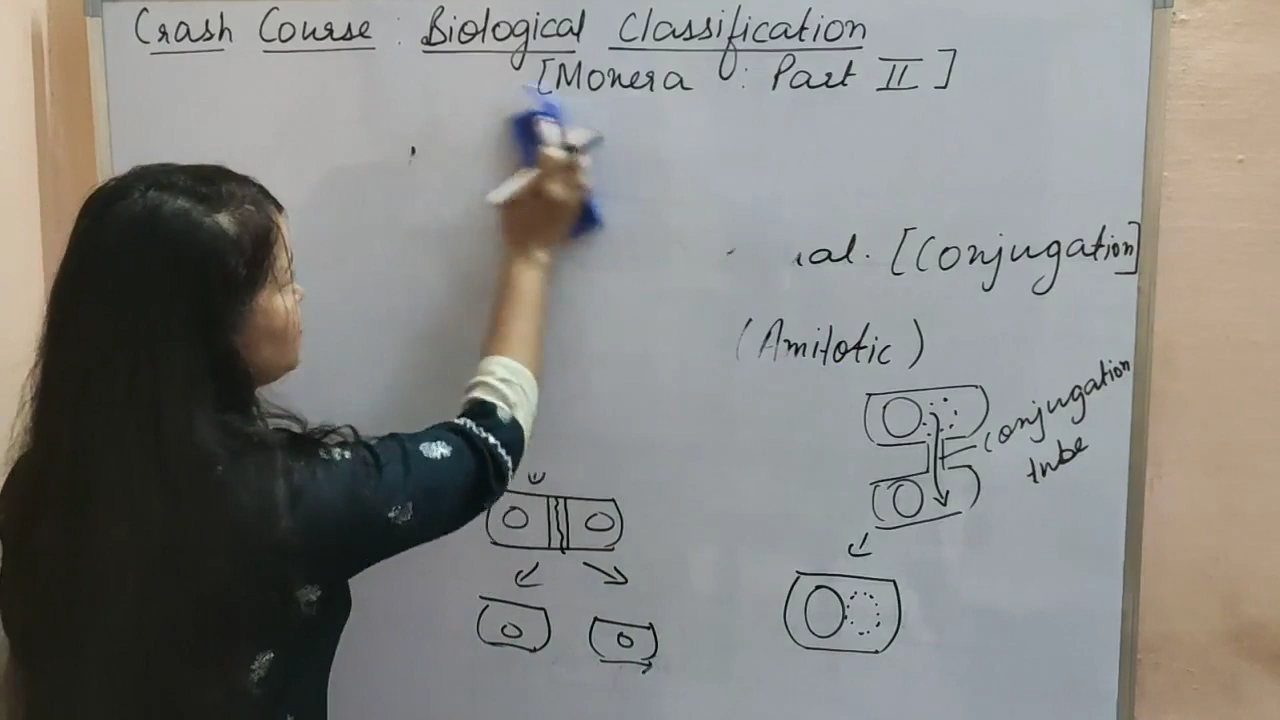 Crash Course : Biological Classification
[Monera : Part II]
ial. [Conjugation]
(Amitotic)
conjugation
tube